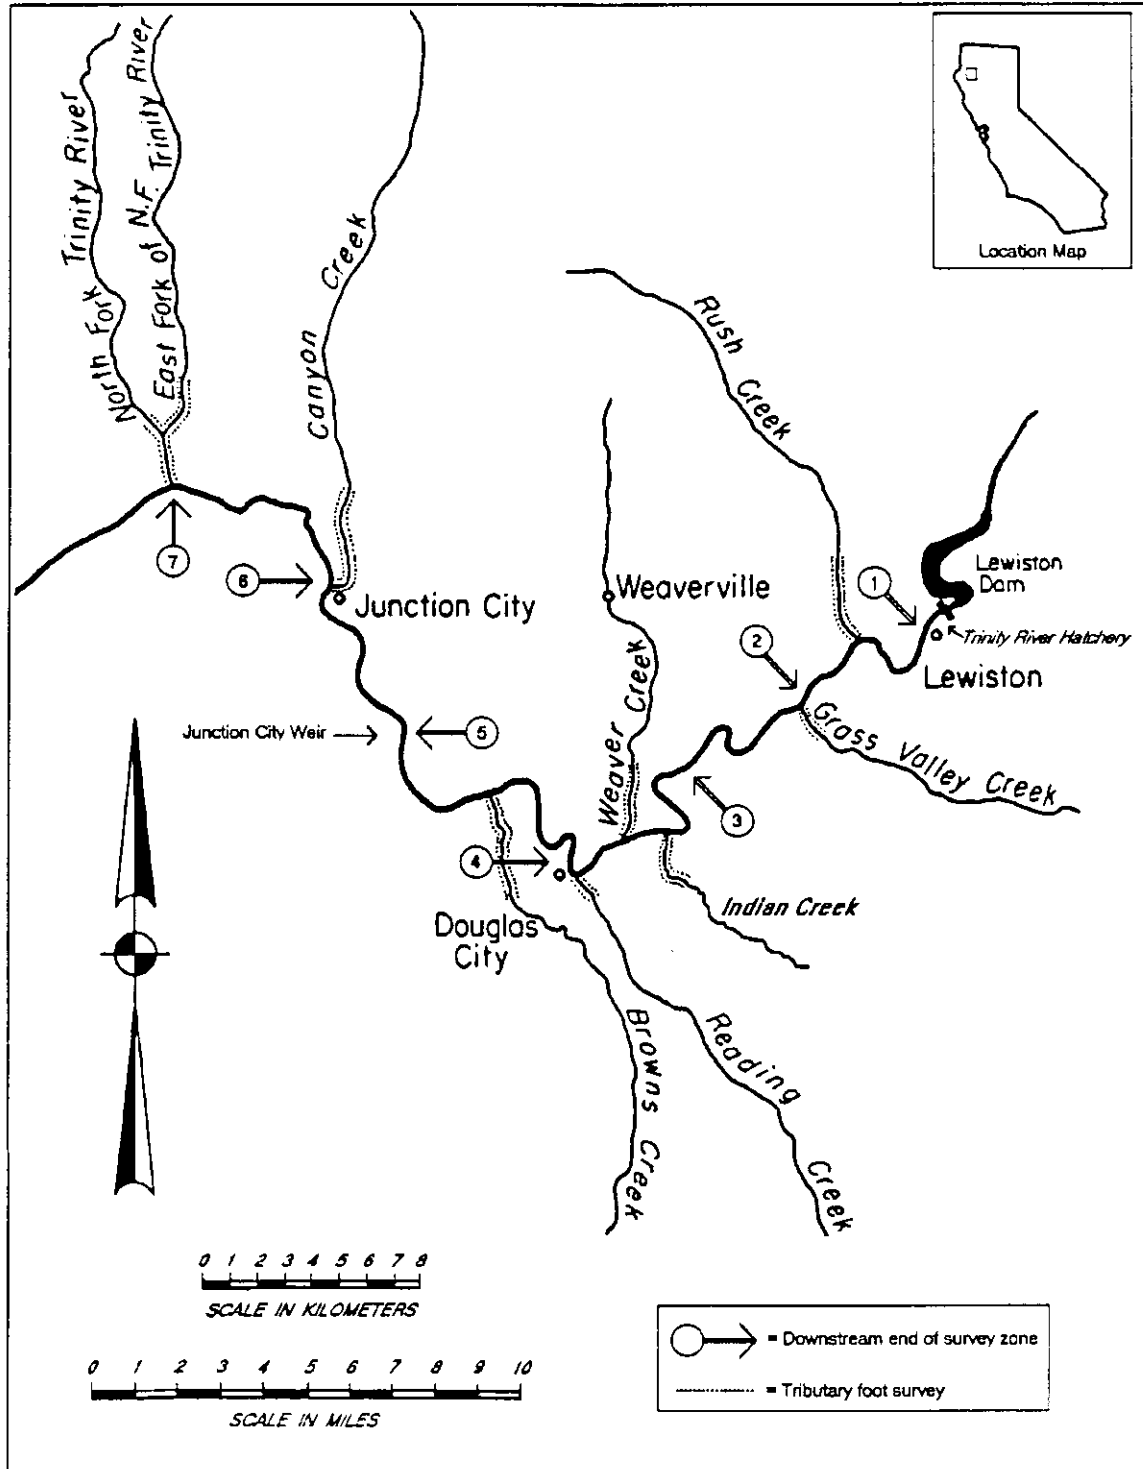 North Fork Trinity River
East Fork of N.F. Trinity River
Canyon Creek
Location Map
Rush Creek
Lewiston
Dam
1
Trinity River Hatchery
Lewiston
7
6
Junction City
Weaverville
2
Weaver Creek
Grass Valley Creek
Junction City Weir
5
3
4
Indian Creek
Douglas
City
Browns Creek
Reading Creek
0 1 2 3 4 5 6 7 8
SCALE IN KILOMETERS
0 1 2 3 4 5 6 7 8 9 10
SCALE IN MILES
= Downstream end of survey zone
= Tributary foot survey